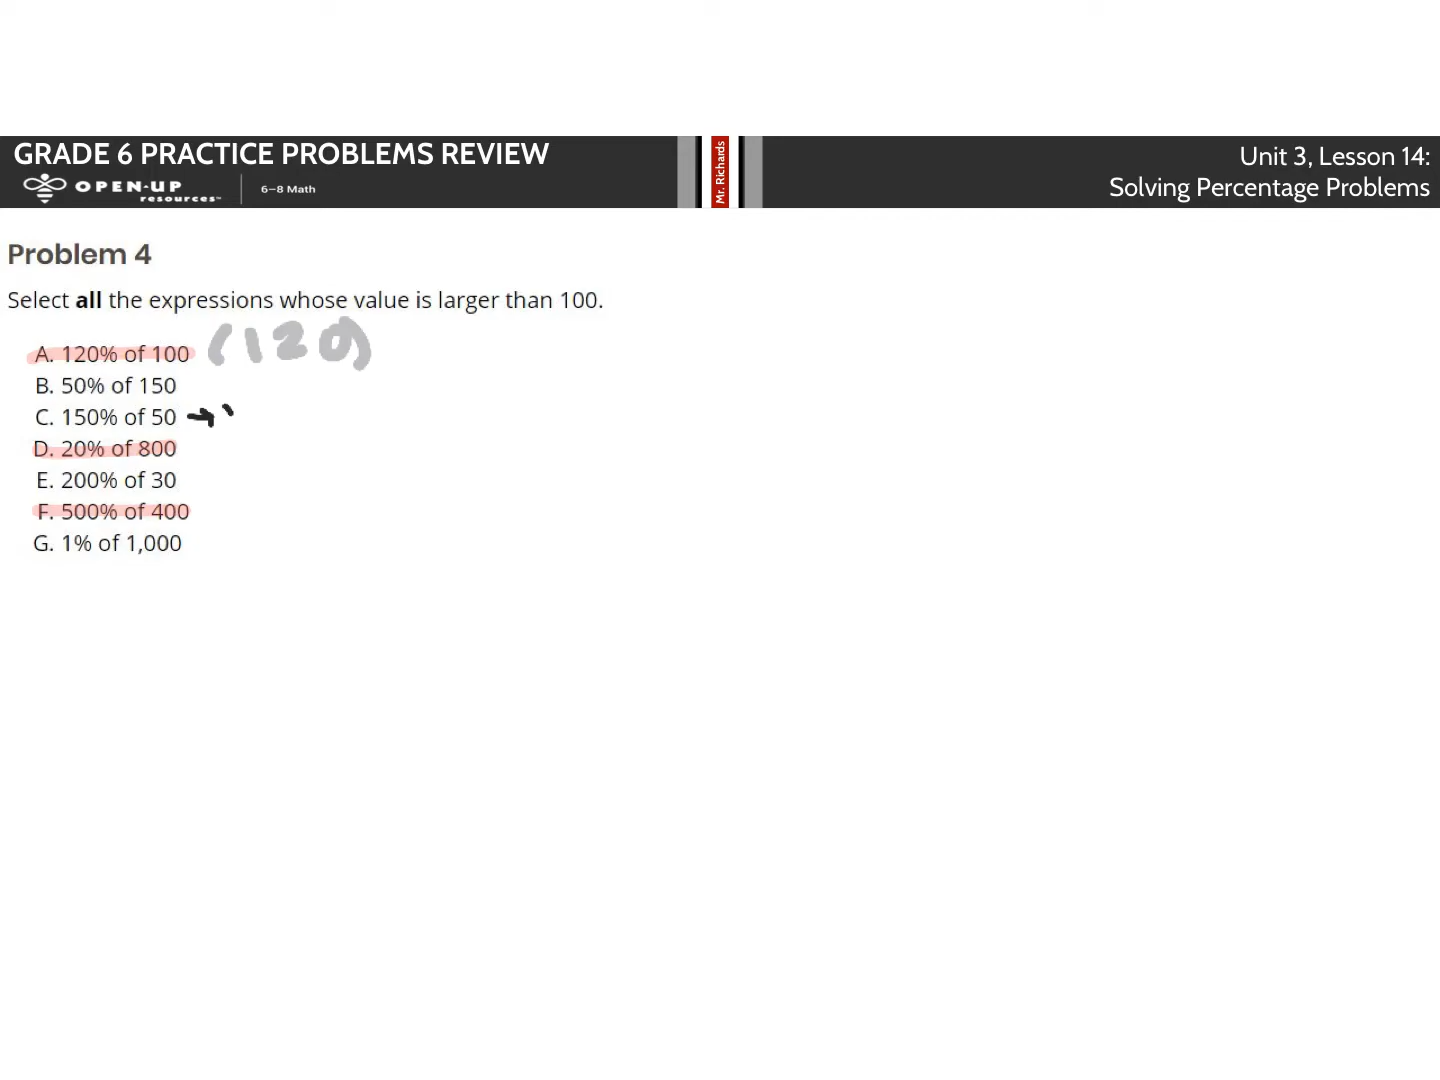 GRADE 6 PRACTICE PROBLEMS REVIEW
OPEN-UP
resources™
6–8 Math
Mr. Richards
Unit 3, Lesson 14:
Solving Percentage Problems
Problem 4
Select all the expressions whose value is larger than 100.
A. 120% of 100 (120)
B. 50% of 150
C. 150% of 50
D. 20% of 800
E. 200% of 30
F. 500% of 400
G. 1% of 1,000